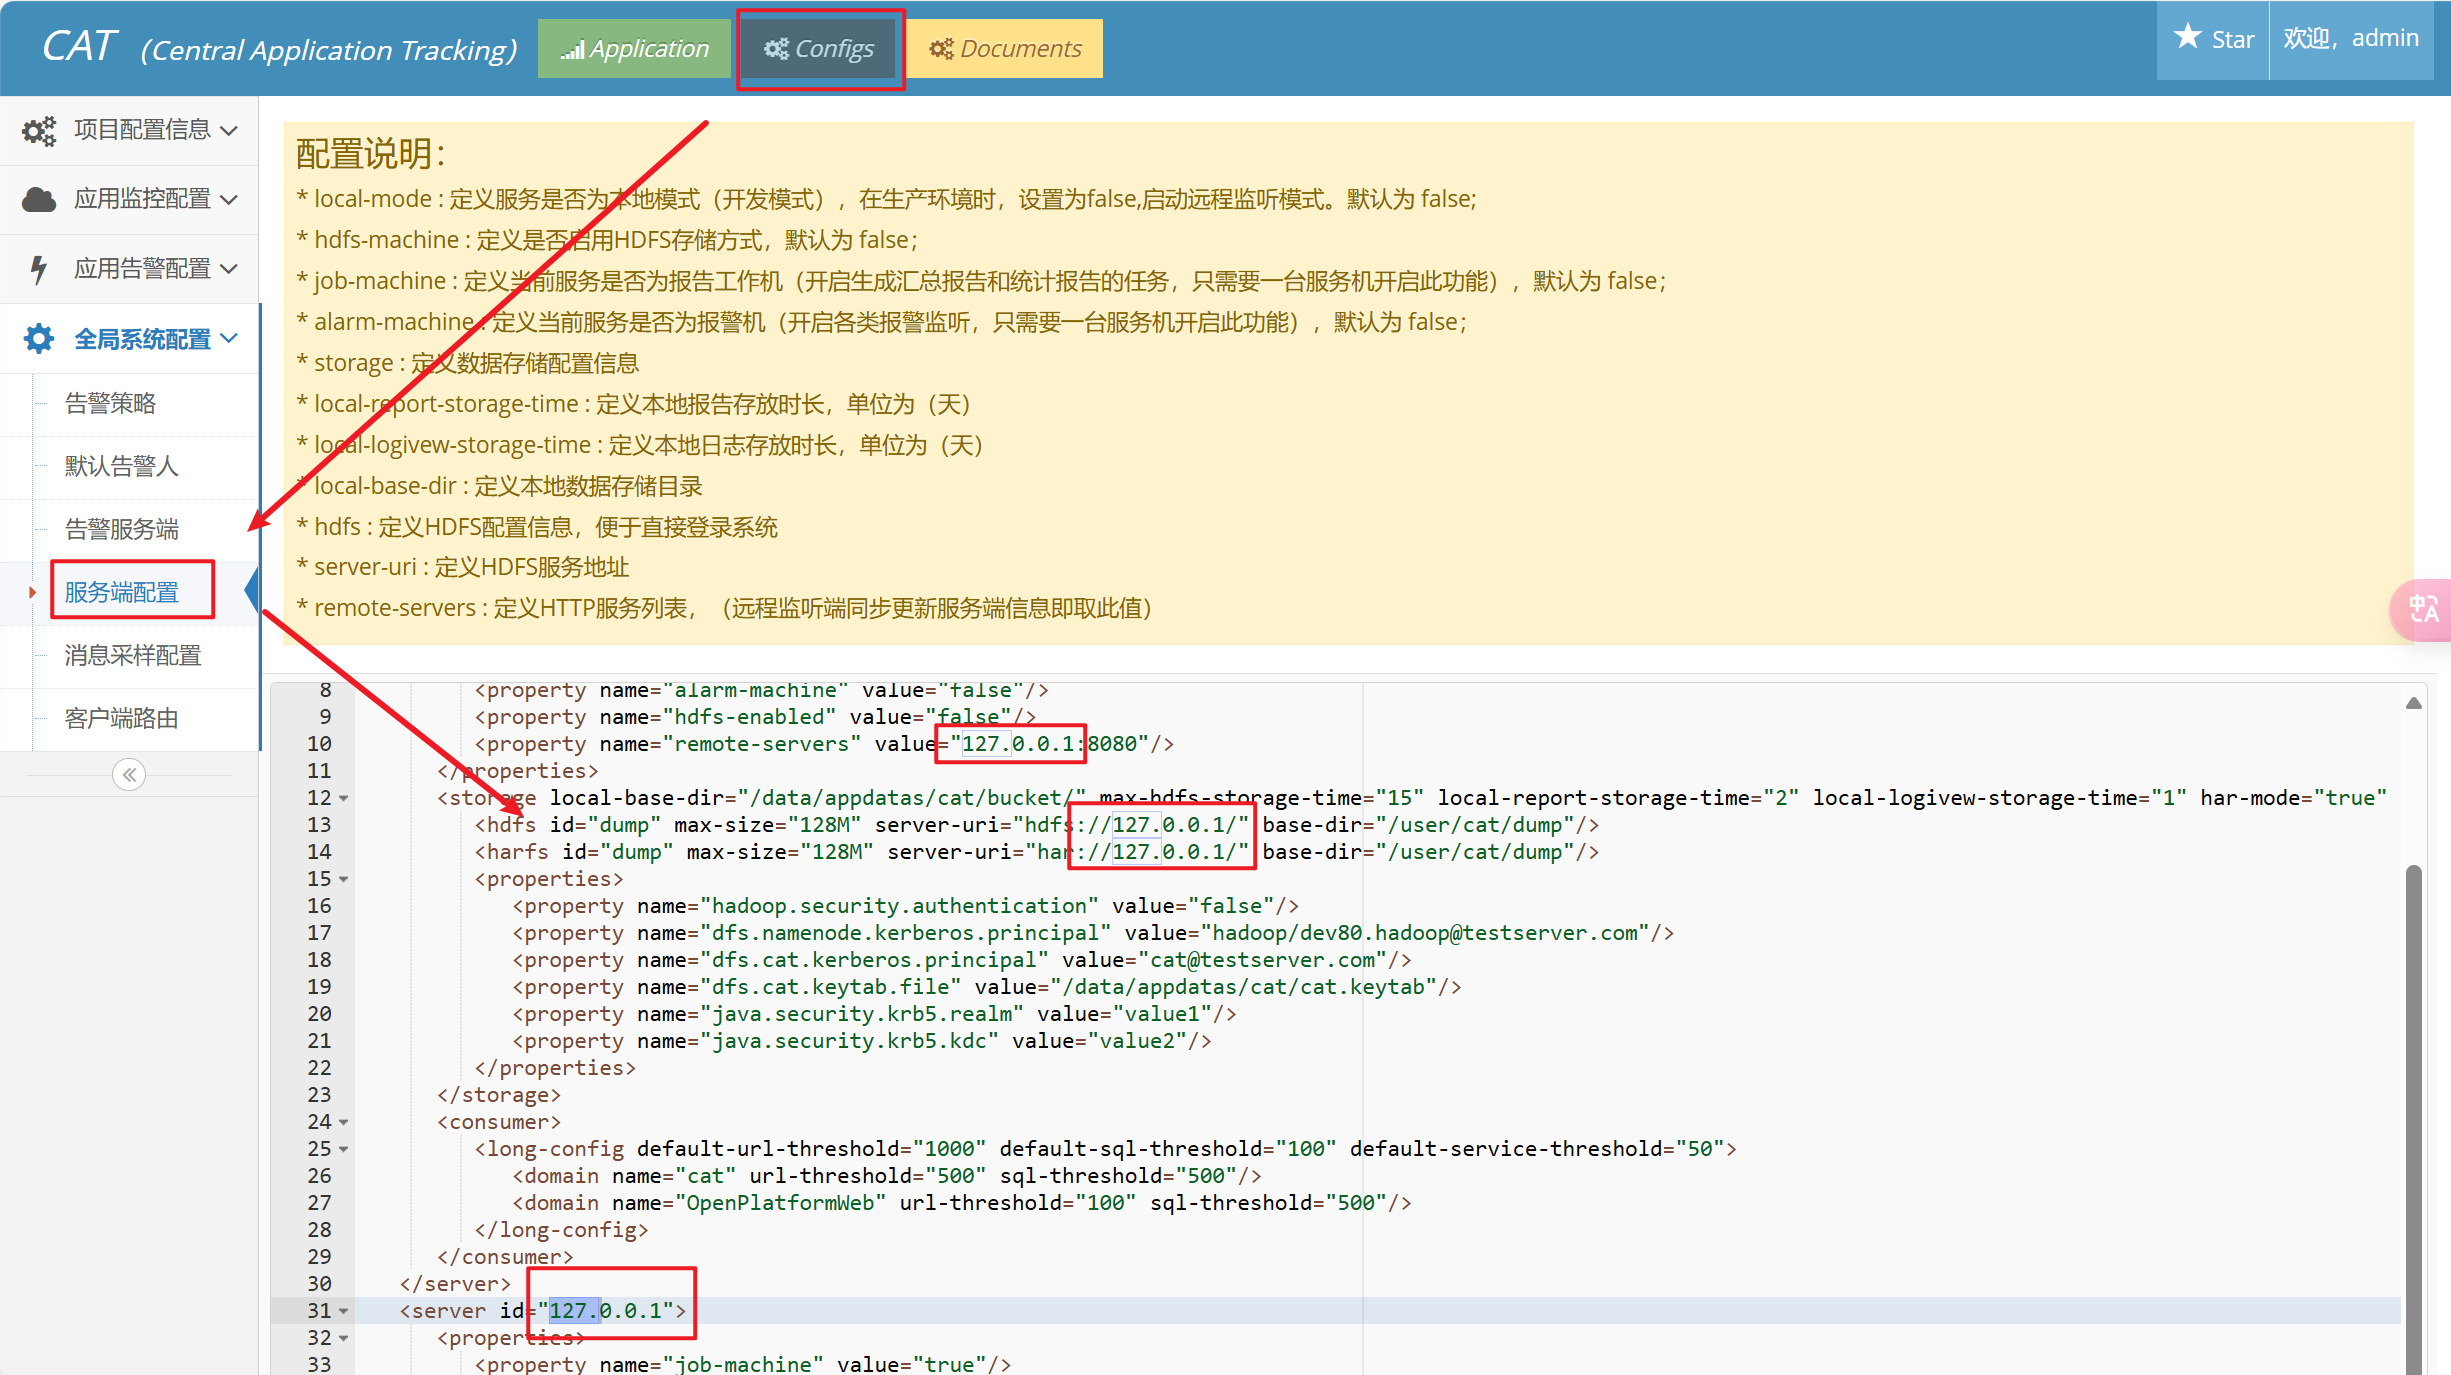 CAT (Central Application Tracking)
Application
Configs
Documents
Star
欢迎，admin
项目配置信息
应用监控配置
应用告警配置
全局系统配置
告警策略
默认告警人
告警服务端
服务端配置
消息采样配置
客户端路由
配置说明：
* local-mode : 定义服务是否为本地模式（开发模式），在生产环境时，设置为false,启动远程监听模式。默认为 false;
* hdfs-machine : 定义是否启用HDFS存储方式，默认为 false；
* job-machine : 定义当前服务是否为报告工作机（开启生成汇总报告和统计报告的任务，只需要一台服务机开启此功能），默认为 false；
* alarm-machine : 定义当前服务是否为报警机（开启各类报警监听，只需要一台服务机开启此功能），默认为 false；
* storage : 定义数据存储配置信息
* local-report-storage-time : 定义本地报告存放时长，单位为（天）
* local-logivew-storage-time : 定义本地日志存放时长，单位为（天）
* local-base-dir : 定义本地数据存储目录
* hdfs : 定义HDFS配置信息，便于直接登录系统
* server-uri : 定义HDFS服务地址
* remote-servers : 定义HTTP服务列表，（远程监听端同步更新服务端信息即取此值）
中A
8 <property name="alarm-machine" value="false"/>
9 <property name="hdfs-enabled" value="false"/>
10 <property name="remote-servers" value="127.0.0.1:8080"/>
11 </properties>
12 <storage local-base-dir="/data/appdatas/cat/bucket/" max-hdfs-storage-time="15" local-report-storage-time="2" local-logivew-storage-time="1" har-mode="true"
13 <hdfs id="dump" max-size="128M" server-uri="hdfs://127.0.0.1/" base-dir="/user/cat/dump"/>
14 <harfs id="dump" max-size="128M" server-uri="har://127.0.0.1/" base-dir="/user/cat/dump"/>
15 <properties>
16 <property name="hadoop.security.authentication" value="false"/>
17 <property name="dfs.namenode.kerberos.principal" value="hadoop/dev80.hadoop@testserver.com"/>
18 <property name="dfs.cat.kerberos.principal" value="cat@testserver.com"/>
19 <property name="dfs.cat.keytab.file" value="/data/appdatas/cat/cat.keytab"/>
20 <property name="java.security.krb5.realm" value="value1"/>
21 <property name="java.security.krb5.kdc" value="value2"/>
22 </properties>
23 </storage>
24 <consumer>
25 <long-config default-url-threshold="1000" default-sql-threshold="100" default-service-threshold="50">
26 <domain name="cat" url-threshold="500" sql-threshold="500"/>
27 <domain name="OpenPlatformWeb" url-threshold="100" sql-threshold="500"/>
28 </long-config>
29 </consumer>
30 </server>
31 <server id="127.0.0.1">
32 <properties>
33 <property name="job-machine" value="true"/>